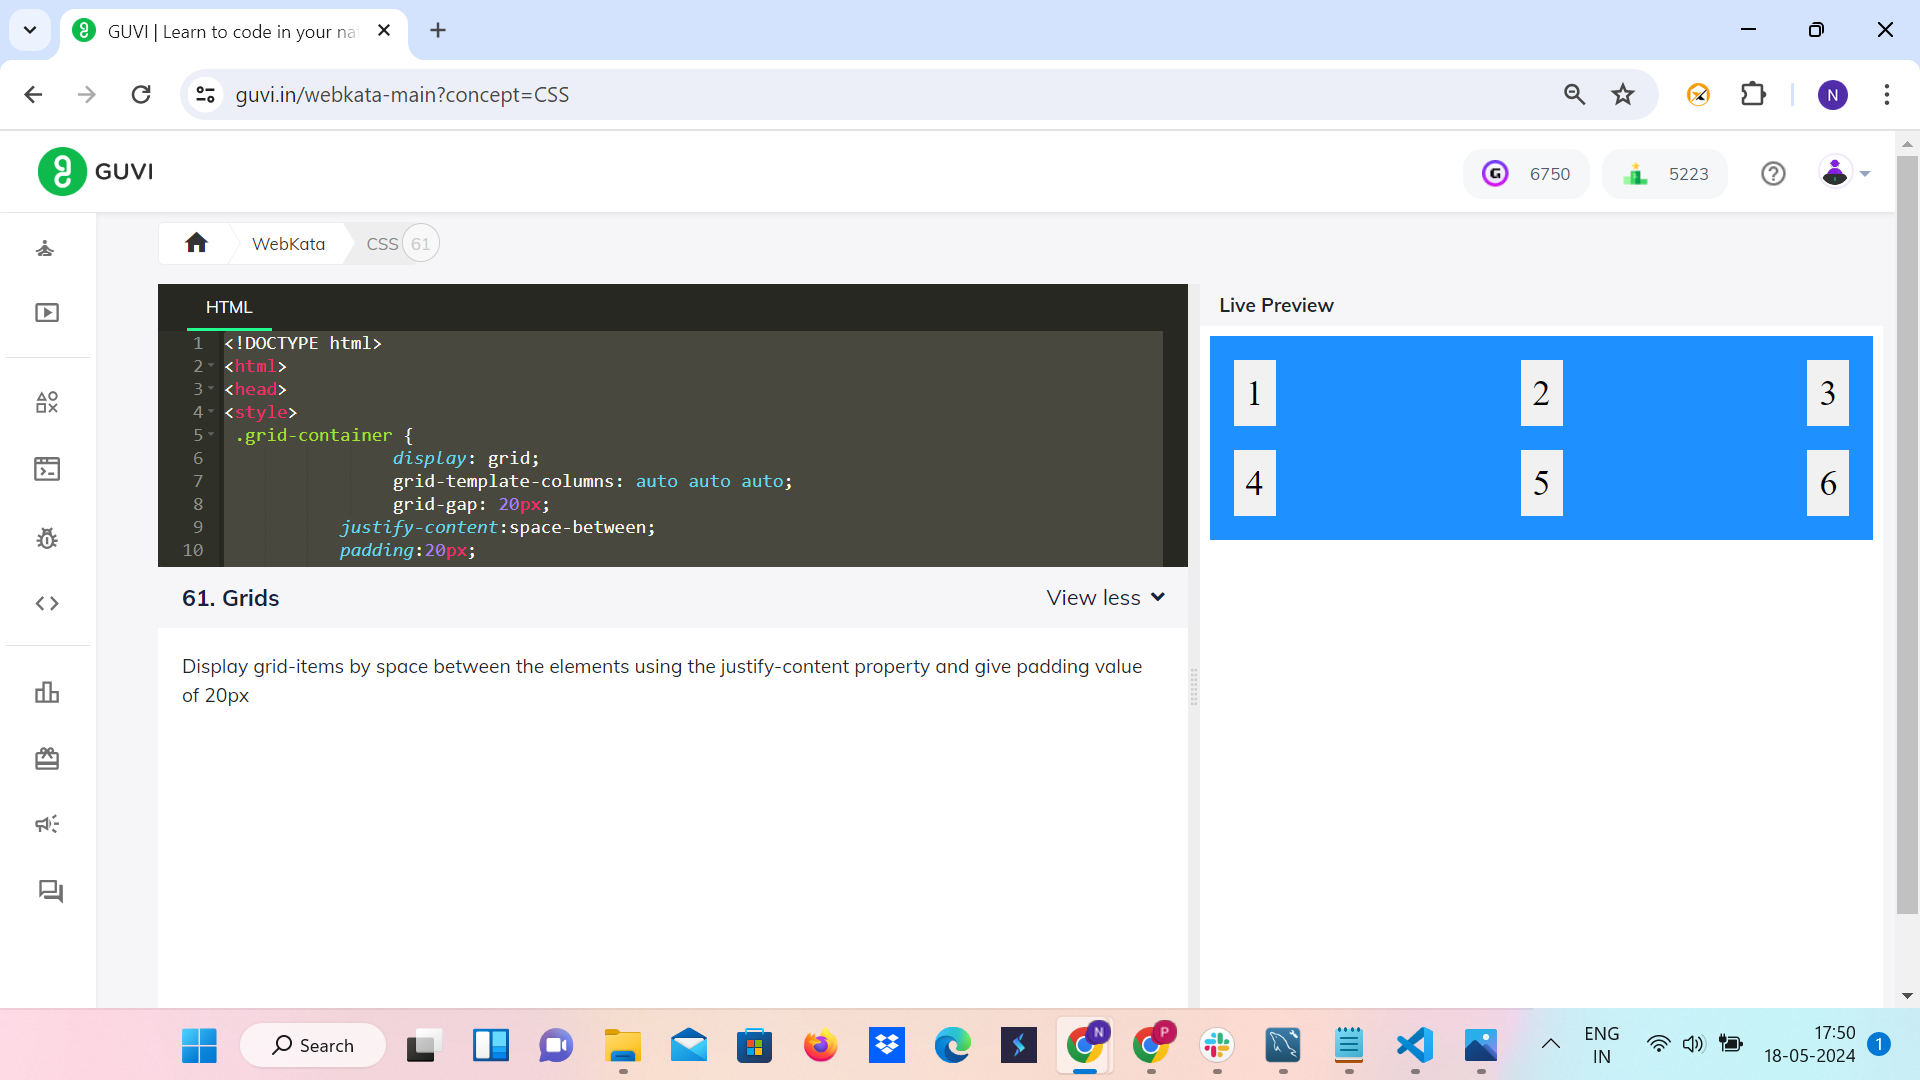 GUVI | Learn to code in your na
guvi.in/webkata-main?concept=CSS
N
GUVI
G
6750
5223
WebKata
CSS
61
HTML
Live Preview
1 <!DOCTYPE html>
2 <html>
3 <head>
4 <style>
5 .grid-container {
6 display: grid;
7 grid-template-columns: auto auto auto;
8 grid-gap: 20px;
9 justify-content:space-between;
10 padding:20px;
1 2 3
4 5 6
61. Grids
View less
Display grid-items by space between the elements using the justify-content property and give padding value
of 20px
Search
N
P
ENG
IN
17:50
18-05-2024
1